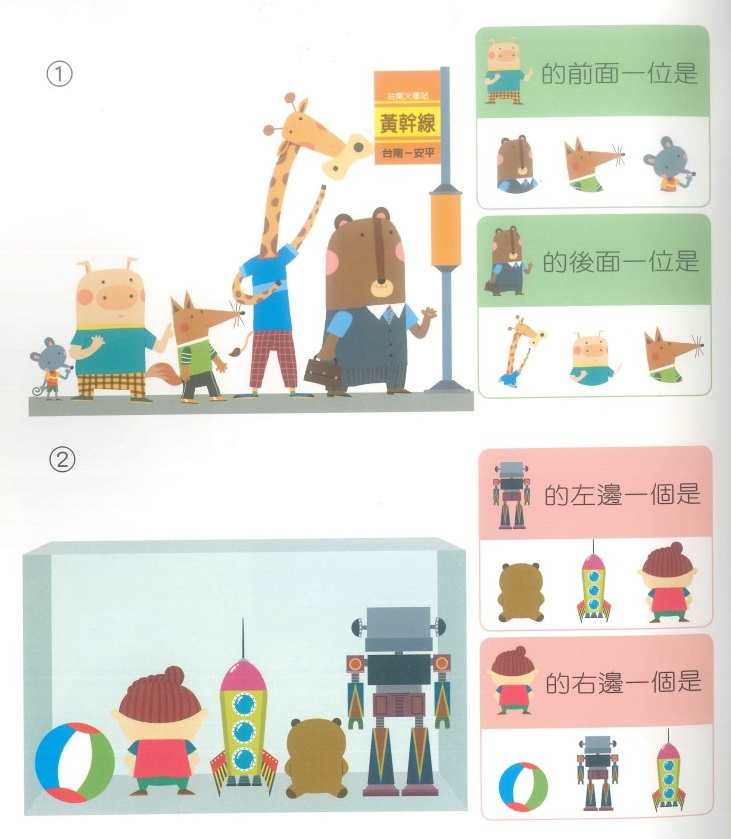 ①
台南火車站
黃幹線
台南－安平
的前面一位是
的後面一位是
②
的左邊一個是
的右邊一個是